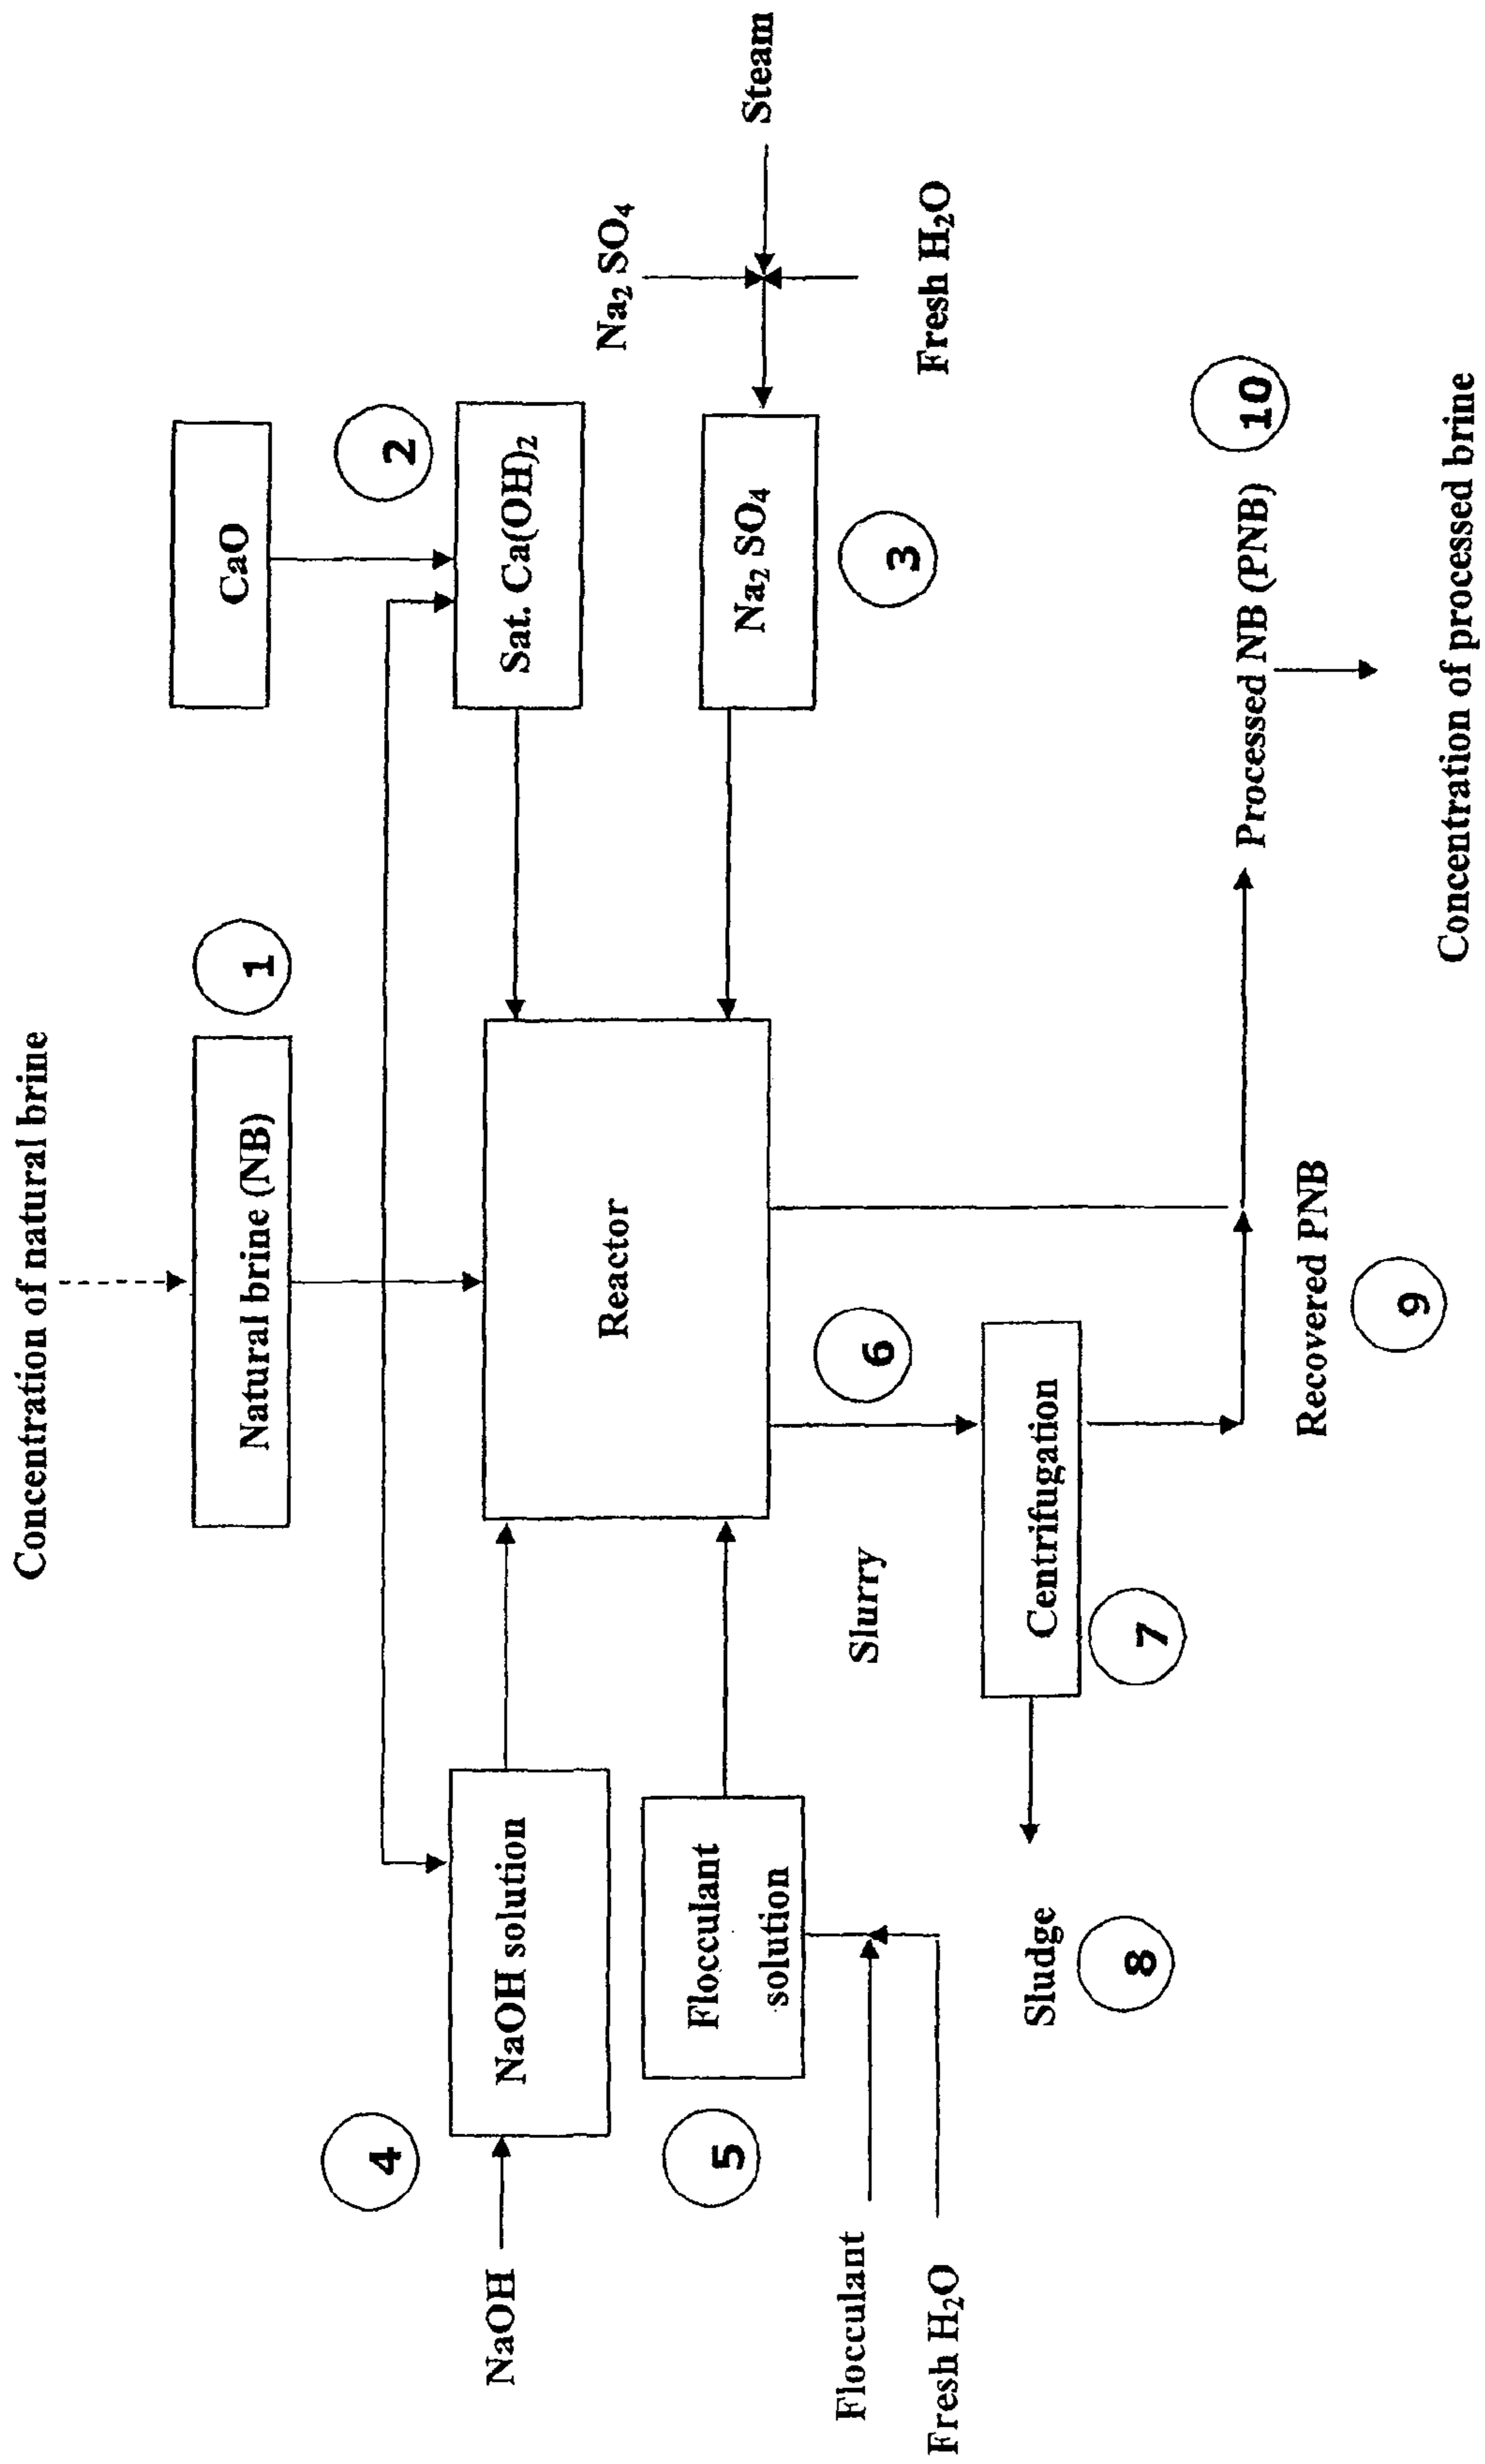 Concentration of natural brine
Natural brine (NB)
1
CaO
2
Sat. Ca(OH)2
Na2 SO4
3
Na2 SO4
Steam
Fresh H2O
Reactor
NaOH
4
NaOH solution
5
Flocculant
solution
Flocculant
Fresh H2O
Slurry
6
Centrifugation
7
Sludge
8
Recovered PNB
9
Processed NB (PNB)
10
Concentration of processed brine